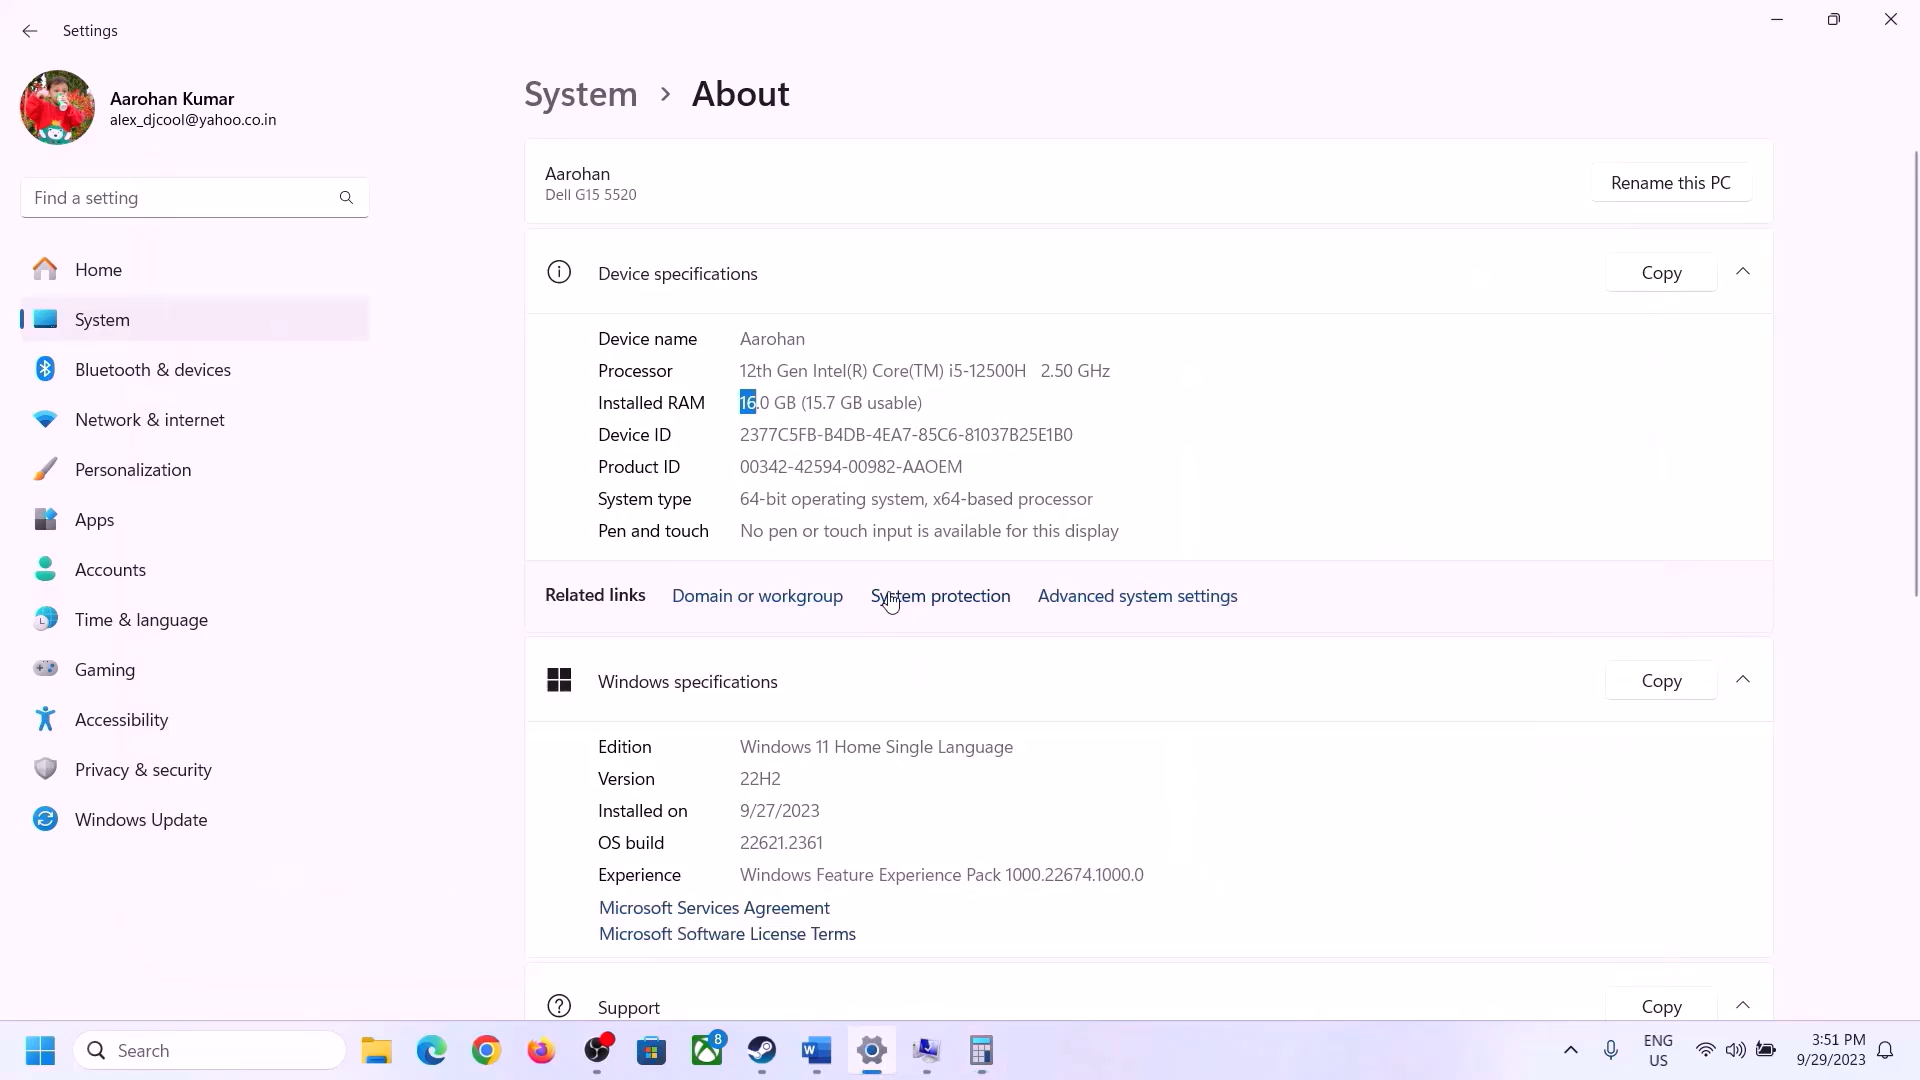 Settings
Aarohan Kumar
alex_djcool@yahoo.co.in
Find a setting
Home
System
Bluetooth & devices
Network & internet
Personalization
Apps
Accounts
Time & language
Gaming
Accessibility
Privacy & security
Windows Update
System > About
Aarohan
Dell G15 5520
Rename this PC
Device specifications
Copy
Device name Aarohan
Processor 12th Gen Intel(R) Core(TM) i5-12500H 2.50 GHz
Installed RAM 16.0 GB (15.7 GB usable)
Device ID 2377C5FB-B4DB-4EA7-85C6-81037B25E1B0
Product ID 00342-42594-00982-AAOEM
System type 64-bit operating system, x64-based processor
Pen and touch No pen or touch input is available for this display
Related links Domain or workgroup System protection Advanced system settings
Windows specifications
Copy
Edition Windows 11 Home Single Language
Version 22H2
Installed on 9/27/2023
OS build 22621.2361
Experience Windows Feature Experience Pack 1000.22674.1000.0
Microsoft Services Agreement
Microsoft Software License Terms
Support
Copy
Search
8
ENG
US
3:51 PM
9/29/2023